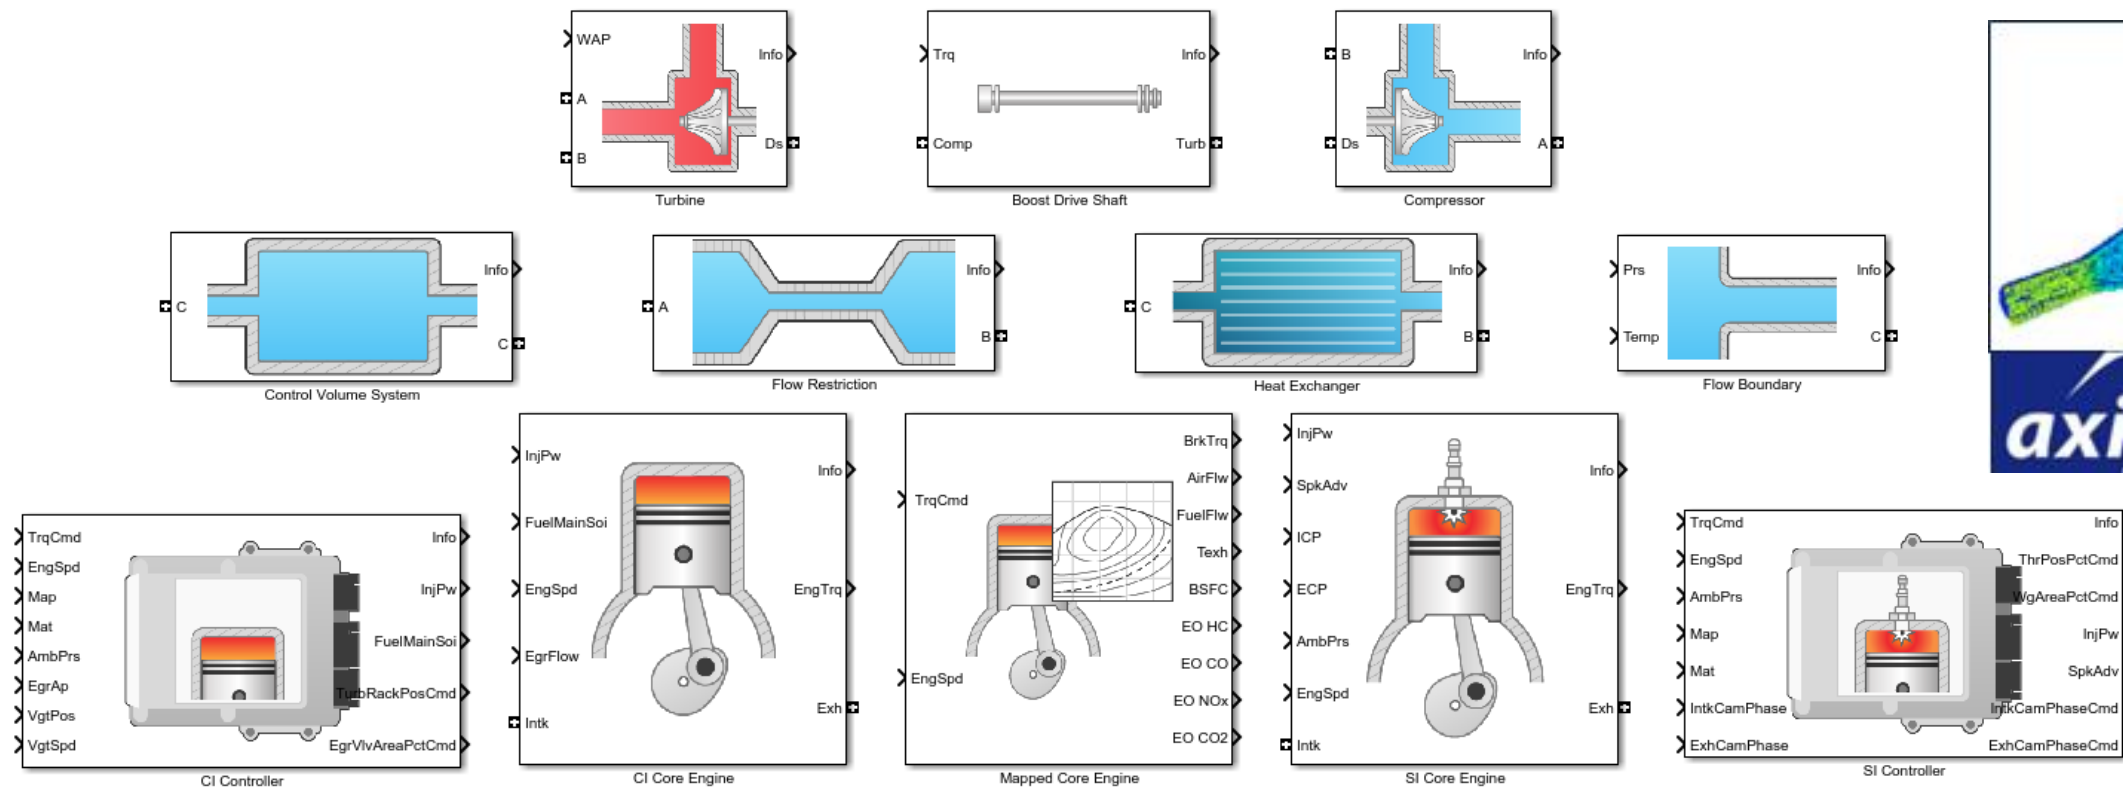 WAP
A
B
Info
Ds
Turbine
Trq
Comp
Info
Turb
Boost Drive Shaft
B
Ds
Info
A
Compressor
C
Info
C
Control Volume System
A
Info
B
Flow Restriction
C
Info
B
Heat Exchanger
Prs
Temp
Info
C
Flow Boundary
axi
TrqCmd
EngSpd
Map
Mat
AmbPrs
EgrAp
VgtPos
VgtSpd
Info
InjPw
FuelMainSoi
TurbRackPosCmd
EgrVlvAreaPctCmd
CI Controller
InjPw
FuelMainSoi
EngSpd
EgrFlow
Intk
Info
EngTrq
Exh
CI Core Engine
TrqCmd
EngSpd
BrkTrq
AirFlw
FuelFlw
Texh
BSFC
EO HC
EO CO
EO NOx
EO CO2
Mapped Core Engine
InjPw
SpkAdv
ICP
ECP
AmbPrs
EngSpd
Intk
Info
EngTrq
Exh
SI Core Engine
TrqCmd
EngSpd
AmbPrs
Map
Mat
IntkCamPhase
ExhCamPhase
Info
ThrPosPctCmd
WgAreaPctCmd
InjPw
SpkAdv
IntkCamPhaseCmd
ExhCamPhaseCmd
SI Controller